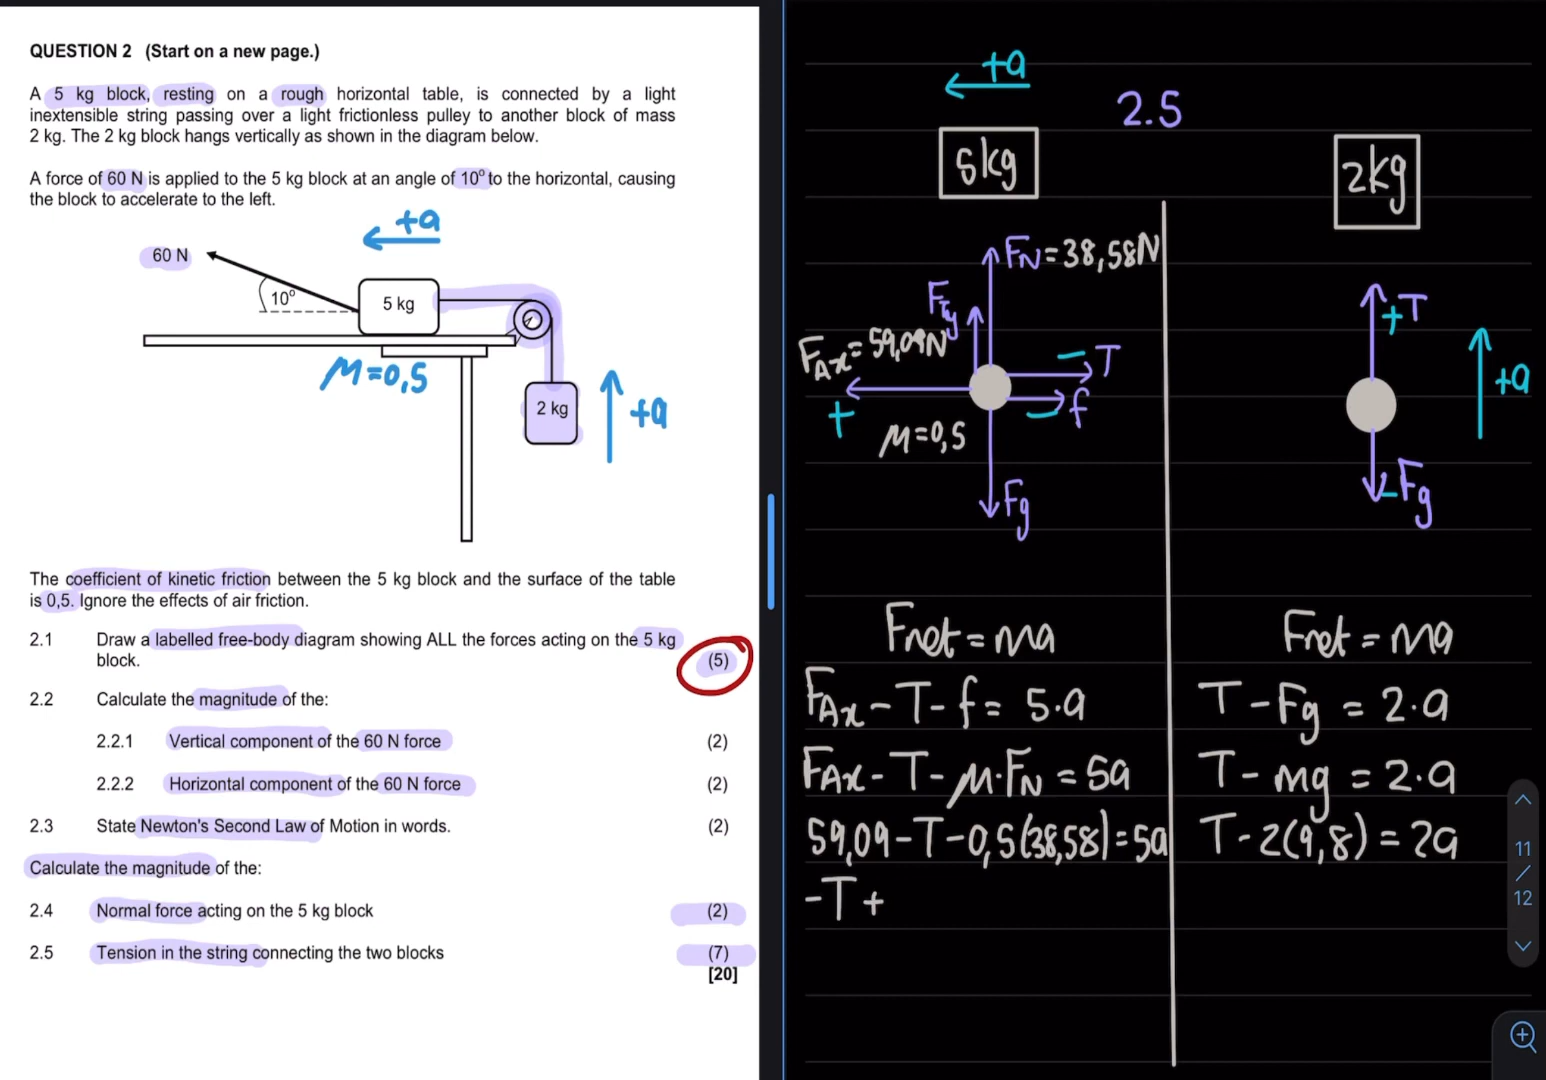 QUESTION 2 (Start on a new page.)
A 5 kg block, resting on a rough horizontal table, is connected by a light
inextensible string passing over a light frictionless pulley to another block of mass
2 kg. The 2 kg block hangs vertically as shown in the diagram below.
A force of 60 N is applied to the 5 kg block at an angle of 10º to the horizontal, causing
the block to accelerate to the left.
+a
60 N
10º
5 kg
M=0,5
2 kg
+a
The coefficient of kinetic friction between the 5 kg block and the surface of the table
is 0,5. Ignore the effects of air friction.
2.1 Draw a labelled free-body diagram showing ALL the forces acting on the 5 kg
block. (5)
2.2 Calculate the magnitude of the:
2.2.1 Vertical component of the 60 N force (2)
2.2.2 Horizontal component of the 60 N force (2)
2.3 State Newton's Second Law of Motion in words. (2)
Calculate the magnitude of the:
2.4 Normal force acting on the 5 kg block (2)
2.5 Tension in the string connecting the two blocks (7)
[20]
+a
2.5
5kg
2kg
FN=38,58N
FTy
FAx=59,09N
- T
+
- f
M=0,5
Fg
+T
+a
-Fg
Fnet = ma
FAx - T - f = 5·a
FAx - T - μ·FN = 5a
59,09 - T - 0,5(38,58) = 5a
-T +
Fnet = ma
T - Fg = 2·a
T - mg = 2·a
T - 2(9,8) = 2a
11
/
12